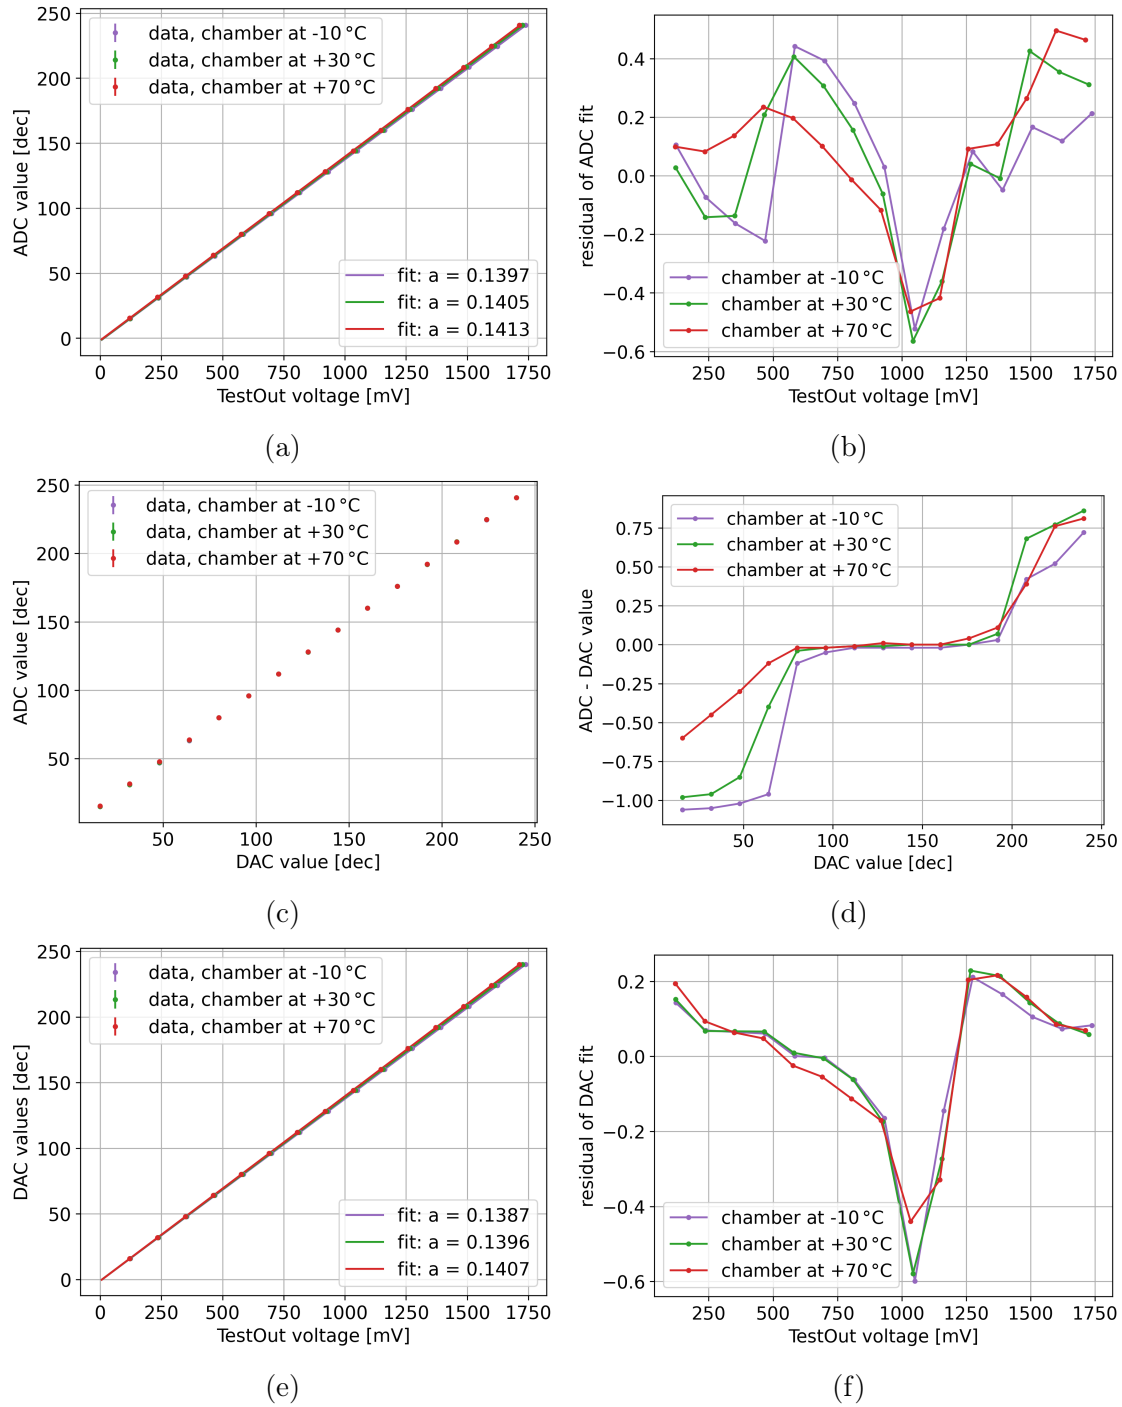 250
200
150
100
50
0
ADC value [dec]
data, chamber at -10 °C
data, chamber at +30 °C
data, chamber at +70 °C
fit: a = 0.1397
fit: a = 0.1405
fit: a = 0.1413
0 250 500 750 1000 1250 1500 1750
TestOut voltage [mV]
(a)
0.4
0.2
0.0
−0.2
−0.4
−0.6
residual of ADC fit
chamber at -10 °C
chamber at +30 °C
chamber at +70 °C
250 500 750 1000 1250 1500 1750
TestOut voltage [mV]
(b)
250
200
150
100
50
ADC value [dec]
data, chamber at -10 °C
data, chamber at +30 °C
data, chamber at +70 °C
50 100 150 200 250
DAC value [dec]
(c)
0.75
0.50
0.25
0.00
−0.25
−0.50
−0.75
−1.00
ADC - DAC value
chamber at -10 °C
chamber at +30 °C
chamber at +70 °C
50 100 150 200 250
DAC value [dec]
(d)
250
200
150
100
50
0
DAC values [dec]
data, chamber at -10 °C
data, chamber at +30 °C
data, chamber at +70 °C
fit: a = 0.1387
fit: a = 0.1396
fit: a = 0.1407
0 250 500 750 1000 1250 1500 1750
TestOut voltage [mV]
(e)
0.2
0.0
−0.2
−0.4
−0.6
residual of DAC fit
chamber at -10 °C
chamber at +30 °C
chamber at +70 °C
250 500 750 1000 1250 1500 1750
TestOut voltage [mV]
(f)